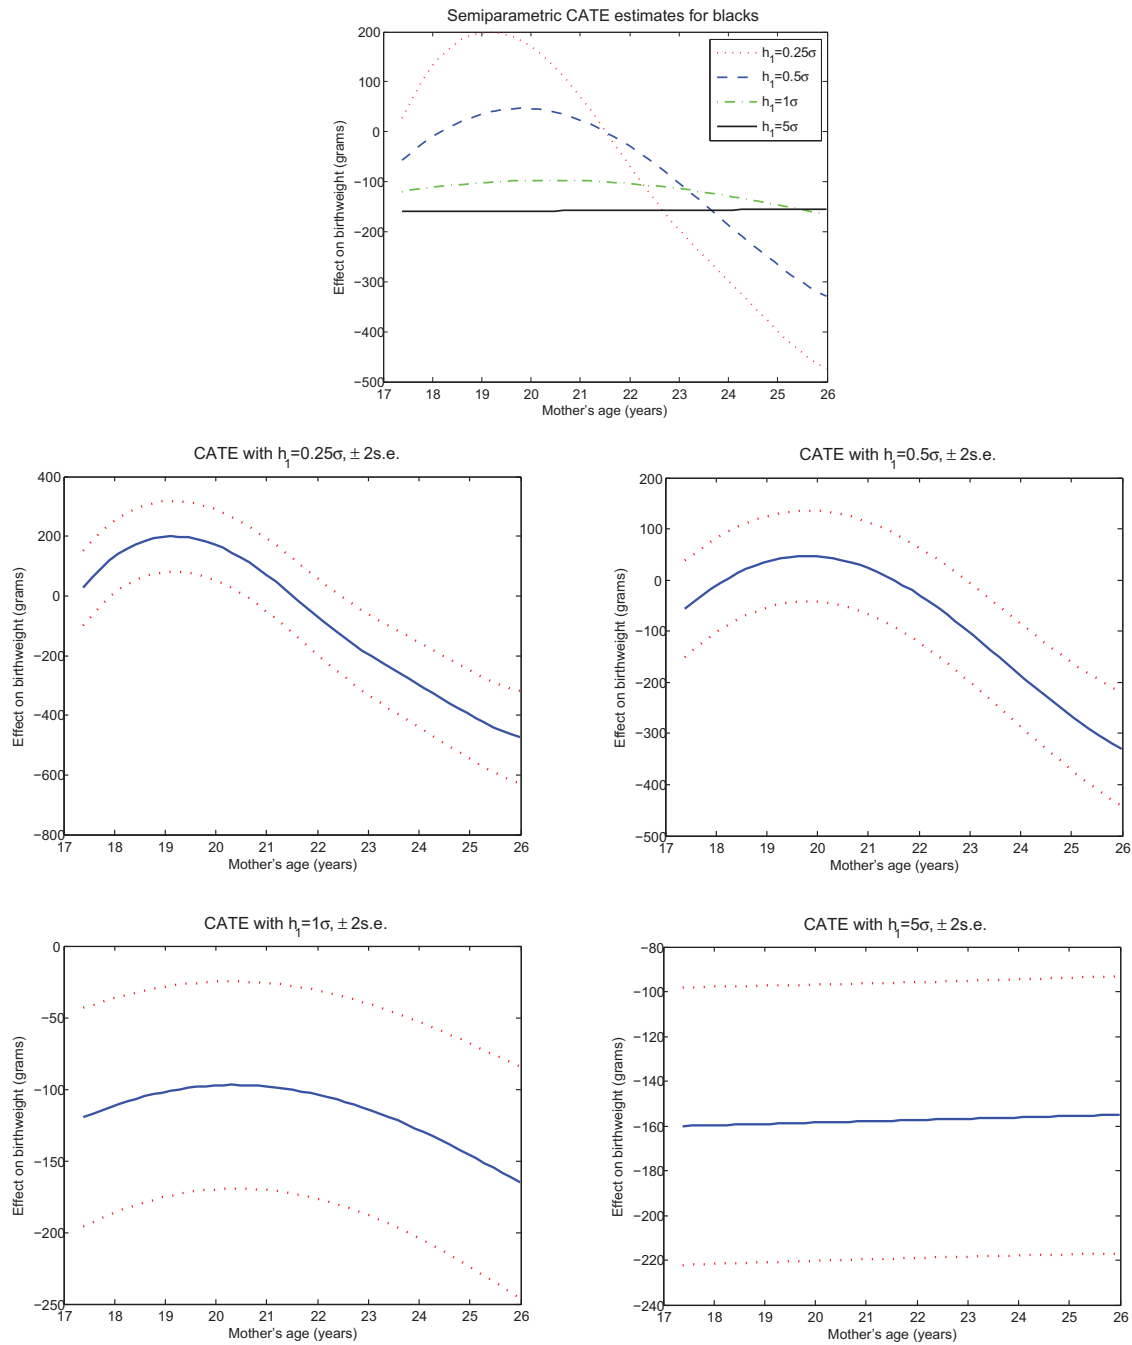 Semiparametric CATE estimates for blacks
200
100
0
−100
−200
−300
−400
−500
Effect on birthweight (grams)
h1=0.25σ
h1=0.5σ
h1=1σ
h1=5σ
17 18 19 20 21 22 23 24 25 26
Mother's age (years)
CATE with h1=0.25σ, ± 2s.e.
400
200
0
−200
−400
−600
−800
Effect on birthweight (grams)
17 18 19 20 21 22 23 24 25 26
Mother's age (years)
CATE with h1=0.5σ, ± 2s.e.
200
100
0
−100
−200
−300
−400
−500
Effect on birthweight (grams)
17 18 19 20 21 22 23 24 25 26
Mother's age (years)
CATE with h1=1σ, ± 2s.e.
0
−50
−100
−150
−200
−250
Effect on birthweight (grams)
17 18 19 20 21 22 23 24 25 26
Mother's age (years)
CATE with h1=5σ, ± 2s.e.
−80
−100
−120
−140
−160
−180
−200
−220
−240
Effect on birthweight (grams)
17 18 19 20 21 22 23 24 25 26
Mother's age (years)